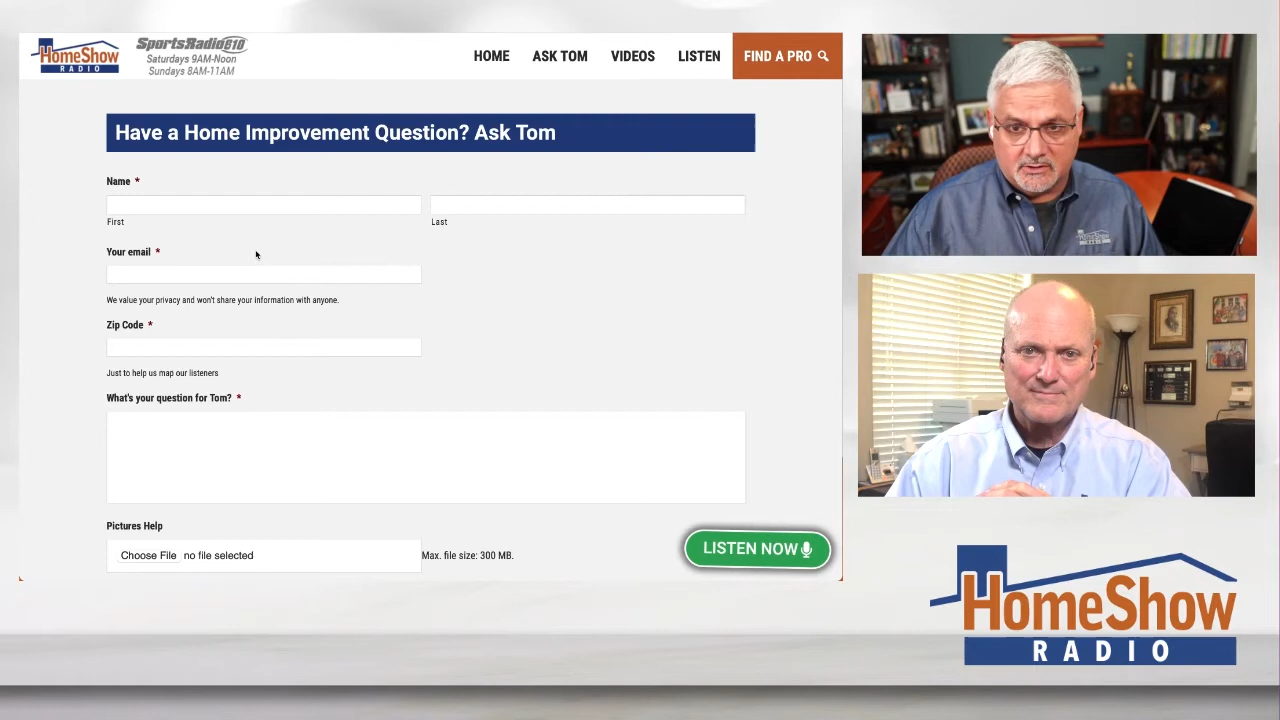 HomeShow
RADIO
SportsRadio610
Saturdays 9AM-Noon
Sundays 8AM-11AM
HOME
ASK TOM
VIDEOS
LISTEN
FIND A PRO
Have a Home Improvement Question? Ask Tom
Name *
First
Last
Your email *
We value your privacy and won't share your information with anyone.
Zip Code *
Just to help us map our listeners
What's your question for Tom? *
Pictures Help
Choose File no file selected
Max. file size: 300 MB.
LISTEN NOW
HomeShow
RADIO
HomeShow
RADIO